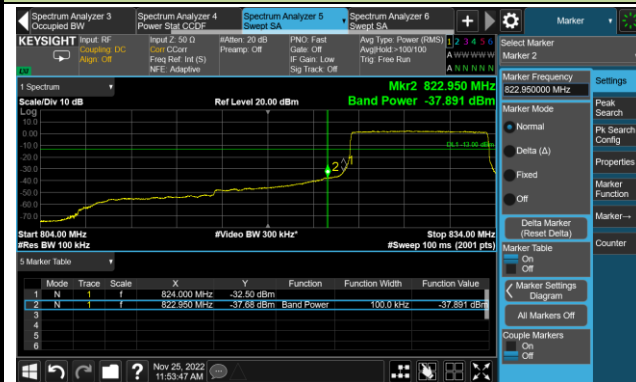 Spectrum Analyzer 3
Occupied BW
Spectrum Analyzer 4
Power Stat CCDF
Spectrum Analyzer 5
Swept SA
Spectrum Analyzer 6
Swept SA
+
Marker
KEYSIGHT
Input: RF
Coupling: DC
Align: Off
Input Z: 50 Ω
Corr CCorr
Freq Ref: Int (S)
NFE: Adaptive
#Atten: 20 dB
Preamp: Off
PNO: Fast
Gate: Off
IF Gain: Low
Sig Track: Off
Avg Type: Power (RMS)
Avg|Hold:>100/100
Trig: Free Run
1 2 3 4 5 6
A W W W W W
A N N N N N
LXI
Select Marker
Marker 2
1 Spectrum
Scale/Div 10 dB
Ref Level 20.00 dBm
Mkr2 822.950 MHz
Band Power -37.891 dBm
Log
10.0
0.00
-10.0
-20.0
-30.0
-40.0
-50.0
-60.0
-70.0
DL1 -13.00 dBm
2
Start 804.00 MHz
#Res BW 100 kHz
#Video BW 300 kHz*
Stop 834.00 MHz
#Sweep 100 ms (2001 pts)
5 Marker Table
Mode Trace Scale X Y Function Function Width Function Value
1 N 1 f 824.000 MHz -32.50 dBm
2 N 1 f 822.950 MHz -37.68 dBm Band Power 100.0 kHz -37.891 dBm
3
4
5
6
Marker Frequency
822.950000 MHz
Marker Mode
Normal
Delta (Δ)
Fixed
Off
Delta Marker
(Reset Delta)
Marker Table
On
Off
Marker Settings
Diagram
All Markers Off
Couple Markers
On
Off
Settings
Peak
Search
Pk Search
Config
Properties
Marker
Function
Marker→
Counter
?
Nov 25, 2022
11:53:47 AM